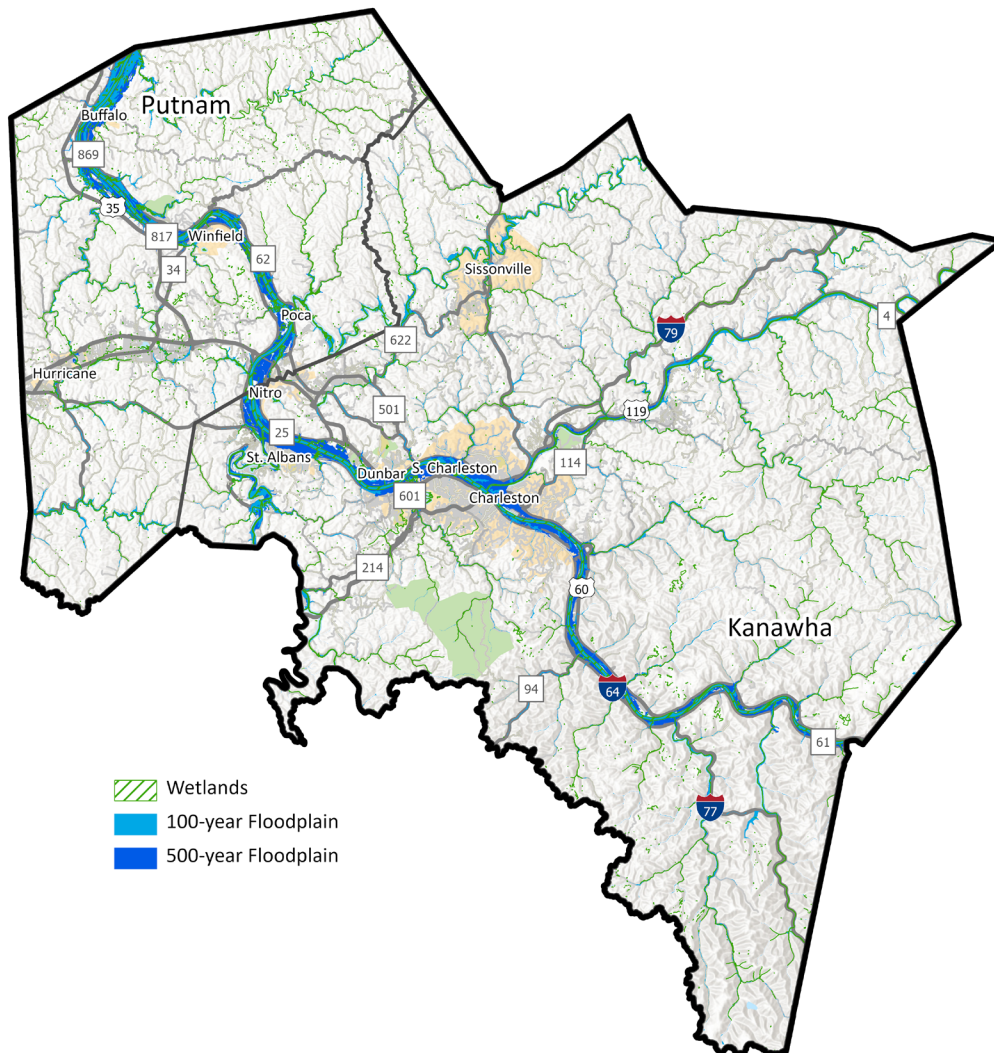 Putnam
Buffalo
869
35
817
Winfield
34
62
Sissonville
Poca
622
79
4
Hurricane
Nitro
501
119
25
St. Albans
Dunbar
S. Charleston
114
601
Charleston
214
60
Kanawha
94
64
61
77
Wetlands
100-year Floodplain
500-year Floodplain